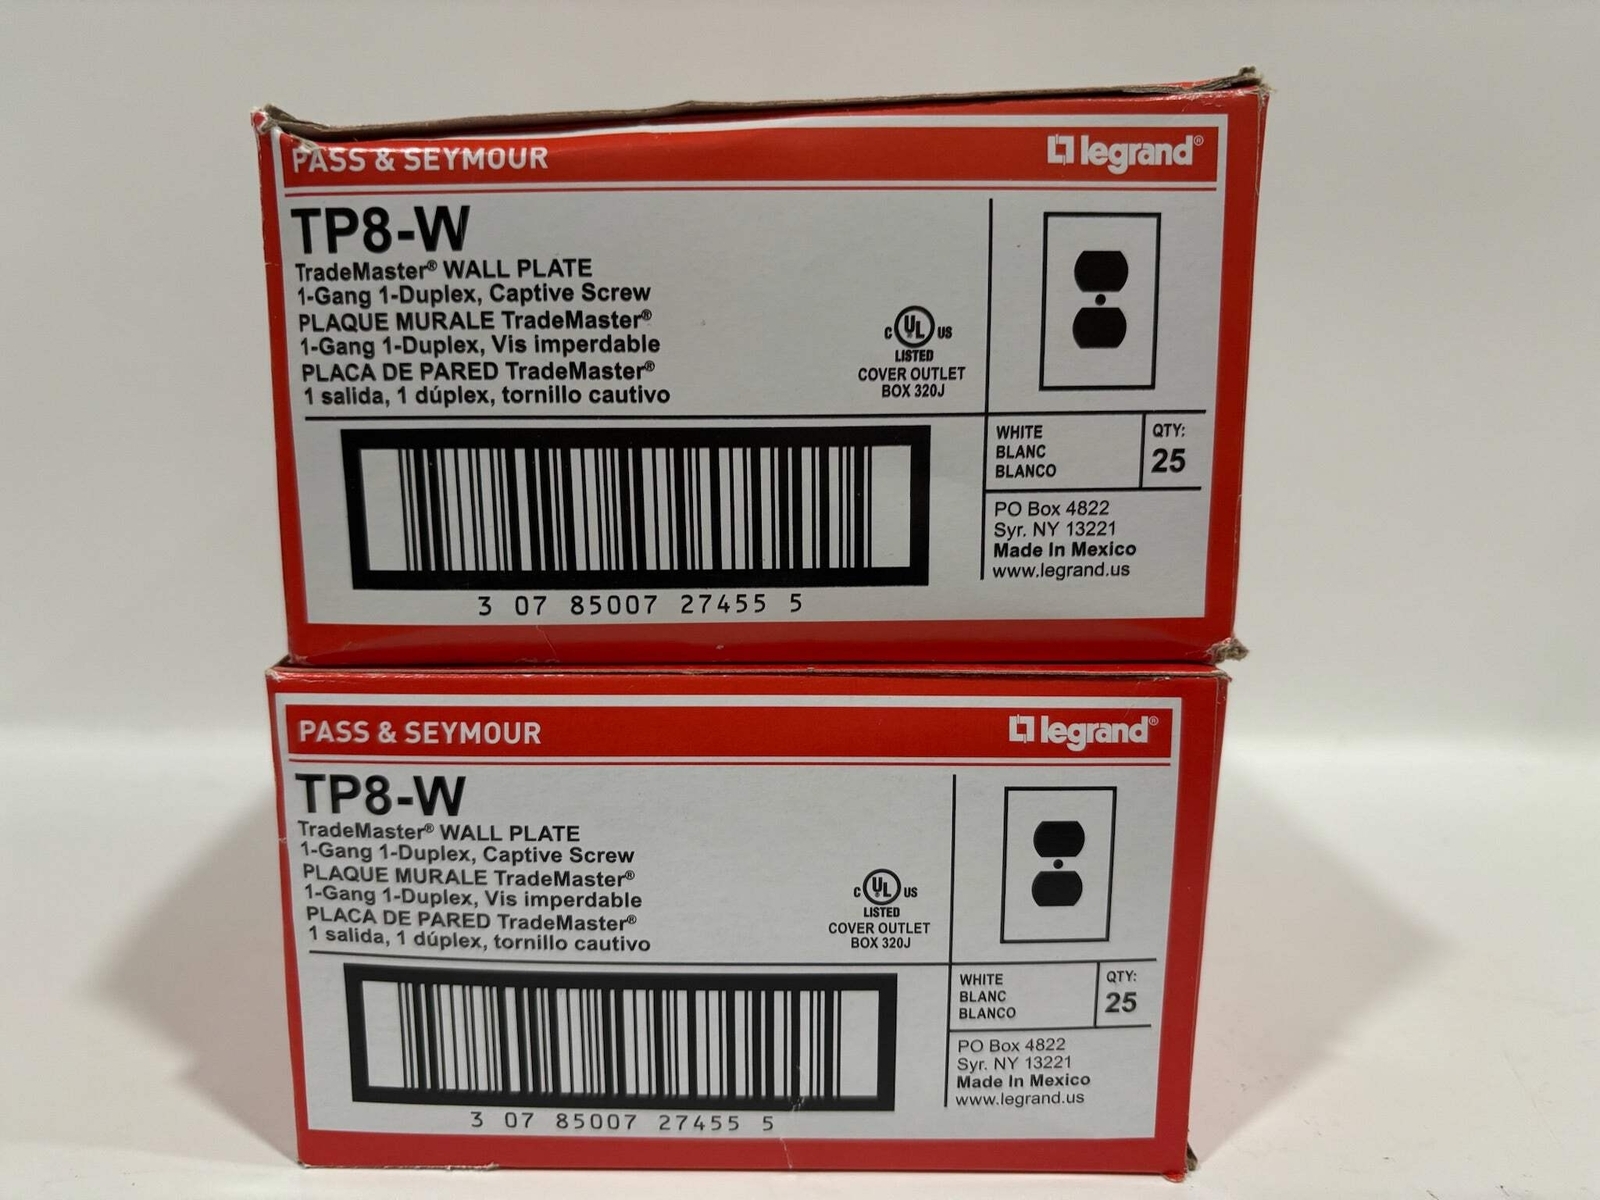 PASS & SEYMOUR
legrand®
TP8-W
TradeMaster® WALL PLATE
1-Gang 1-Duplex, Captive Screw
PLAQUE MURALE TradeMaster®
1-Gang 1-Duplex, Vis imperdable
PLACA DE PARED TradeMaster®
1 salida, 1 dúplex, tornillo cautivo
C UL US
LISTED
COVER OUTLET
BOX 320J
WHITE
BLANC
BLANCO
QTY:
25
PO Box 4822
Syr. NY 13221
Made In Mexico
www.legrand.us
3 07 85007 27455 5
PASS & SEYMOUR
legrand®
TP8-W
TradeMaster® WALL PLATE
1-Gang 1-Duplex, Captive Screw
PLAQUE MURALE TradeMaster®
1-Gang 1-Duplex, Vis imperdable
PLACA DE PARED TradeMaster®
1 salida, 1 dúplex, tornillo cautivo
C UL US
LISTED
COVER OUTLET
BOX 320J
WHITE
BLANC
BLANCO
QTY:
25
PO Box 4822
Syr. NY 13221
Made In Mexico
www.legrand.us
3 07 85007 27455 5